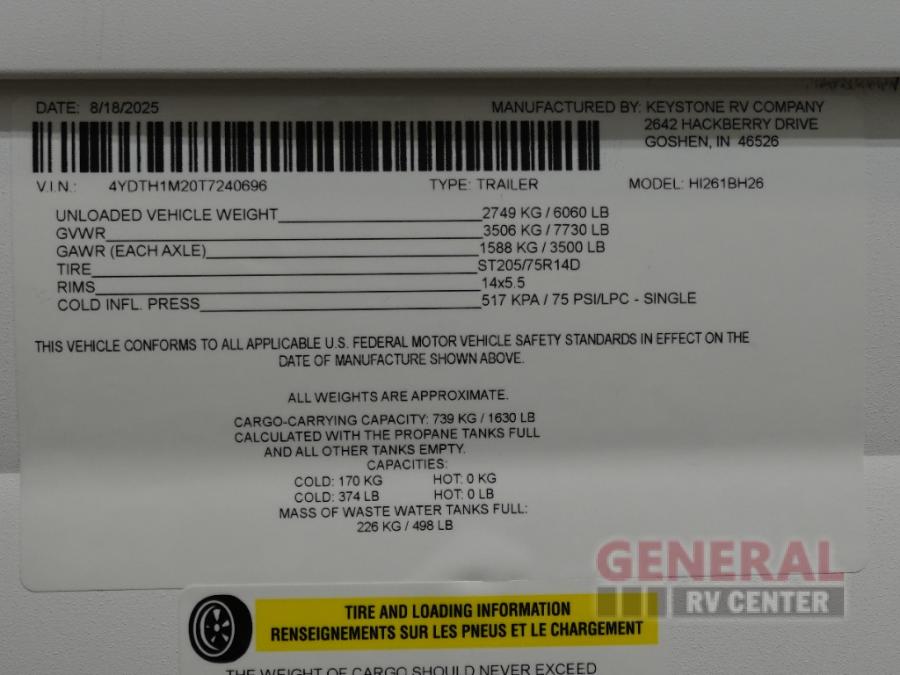 DATE: 8/18/2025 MANUFACTURED BY: KEYSTONE RV COMPANY
2642 HACKBERRY DRIVE
GOSHEN, IN 46526
V.I.N.: 4YDTH1M20T7240696 TYPE: TRAILER MODEL: HI261BH26
UNLOADED VEHICLE WEIGHT 2749 KG / 6060 LB
GVWR 3506 KG / 7730 LB
GAWR (EACH AXLE) 1588 KG / 3500 LB
TIRE ST205/75R14D
RIMS 14x5.5
COLD INFL. PRESS 517 KPA / 75 PSI/LPC - SINGLE
THIS VEHICLE CONFORMS TO ALL APPLICABLE U.S. FEDERAL MOTOR VEHICLE SAFETY STANDARDS IN EFFECT ON THE
DATE OF MANUFACTURE SHOWN ABOVE.
ALL WEIGHTS ARE APPROXIMATE.
CARGO-CARRYING CAPACITY: 739 KG / 1630 LB
CALCULATED WITH THE PROPANE TANKS FULL
AND ALL OTHER TANKS EMPTY.
CAPACITIES:
COLD: 170 KG HOT: 0 KG
COLD: 374 LB HOT: 0 LB
MASS OF WASTE WATER TANKS FULL:
226 KG / 498 LB
GENERAL
RV CENTER
TIRE AND LOADING INFORMATION
RENSEIGNEMENTS SUR LES PNEUS ET LE CHARGEMENT
THE WEIGHT OF CARGO SHOULD NEVER EXCEED